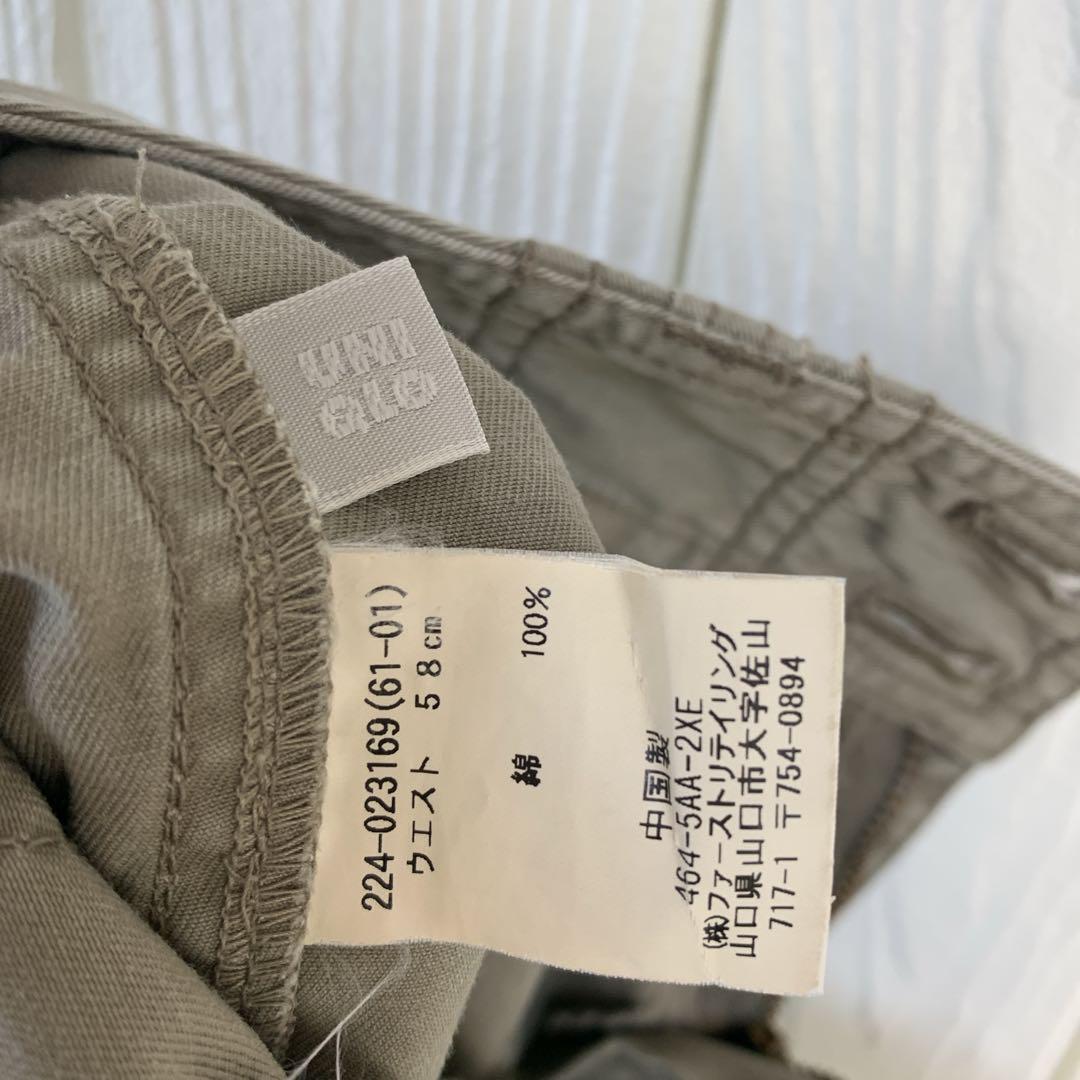 224-023169(61-01)
ウエスト 58cm
綿 100%
中国製
464-5AA-2XE
(株)ファーストリテイリング
山口県山口市大字佐山
717-1 〒754-0894